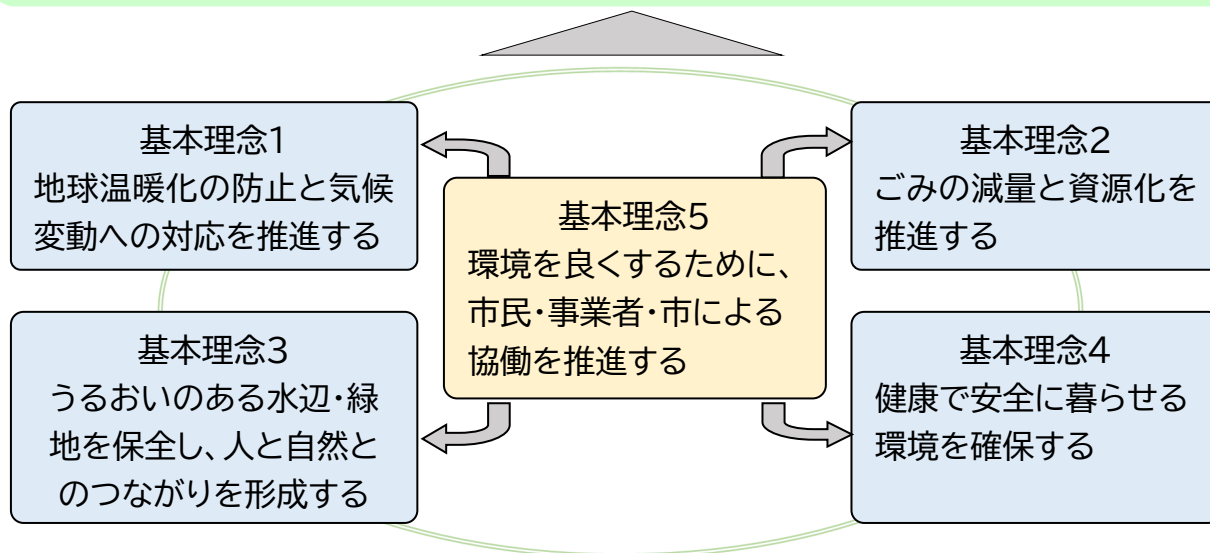 基本理念1
地球温暖化の防止と気候
変動への対応を推進する
基本理念2
ごみの減量と資源化を
推進する
基本理念5
環境を良くするために、
市民・事業者・市による
協働を推進する
基本理念3
うるおいのある水辺・緑
地を保全し、人と自然と
のつながりを形成する
基本理念4
健康で安全に暮らせる
環境を確保する